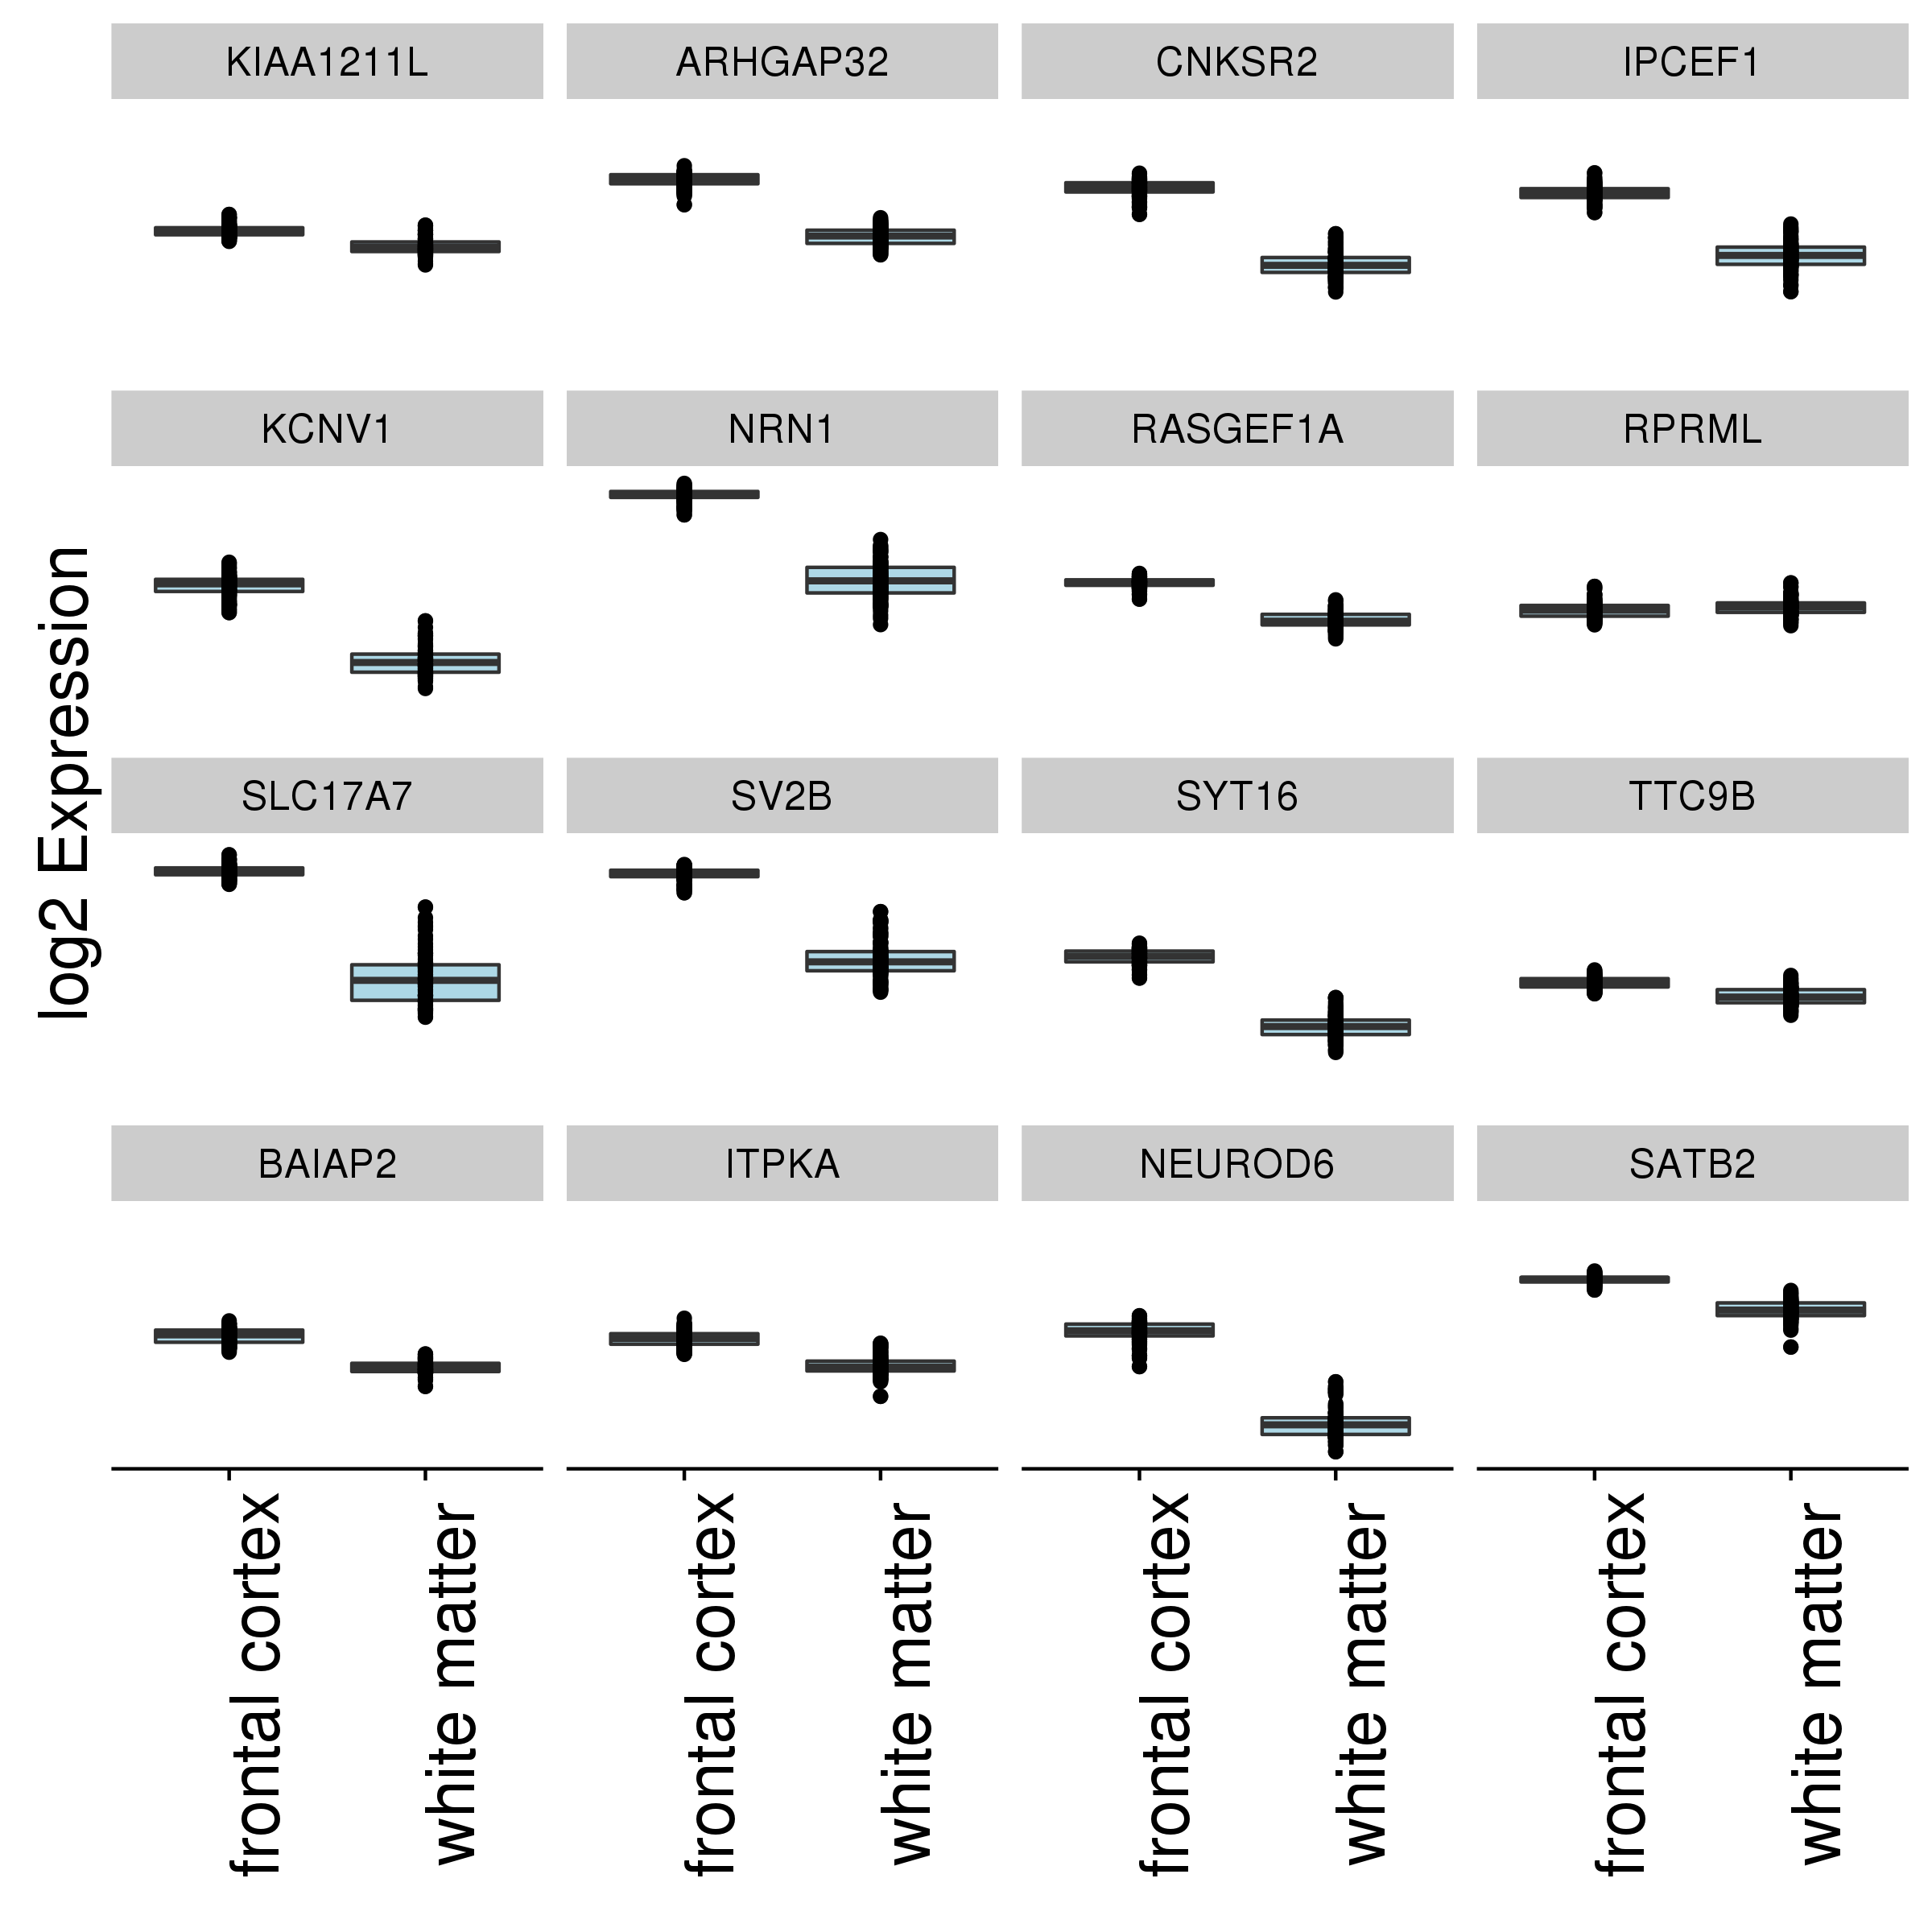 KIAA1211L
ARHGAP32
CNKSR2
IPCEF1
KCNV1
NRN1
RASGEF1A
RPRML
SLC17A7
SV2B
SYT16
TTC9B
BAIAP2
ITPKA
NEUROD6
SATB2
log2 Expression
frontal cortex
white matter
frontal cortex
white matter
frontal cortex
white matter
frontal cortex
white matter